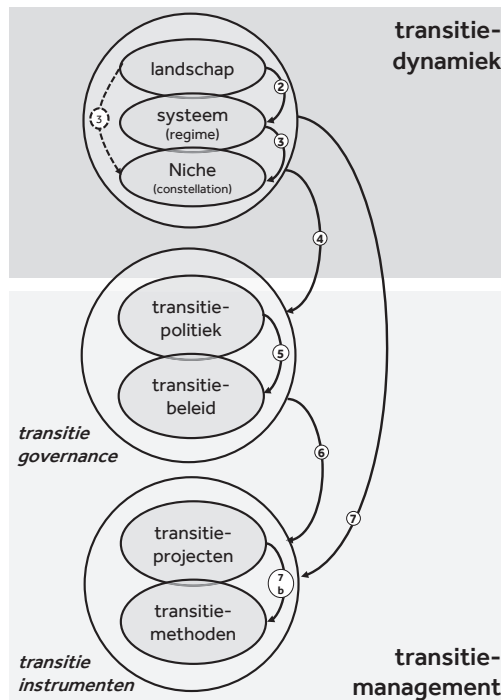 transitie-
dynamiek
landschap
2
systeem
(regime)
3
3
Niche
(constellation)
4
transitie-
politiek
5
transitie-
beleid
transitie
governance
6
7
transitie-
projecten
7
b
transitie-
methoden
transitie
instrumenten
transitie-
management